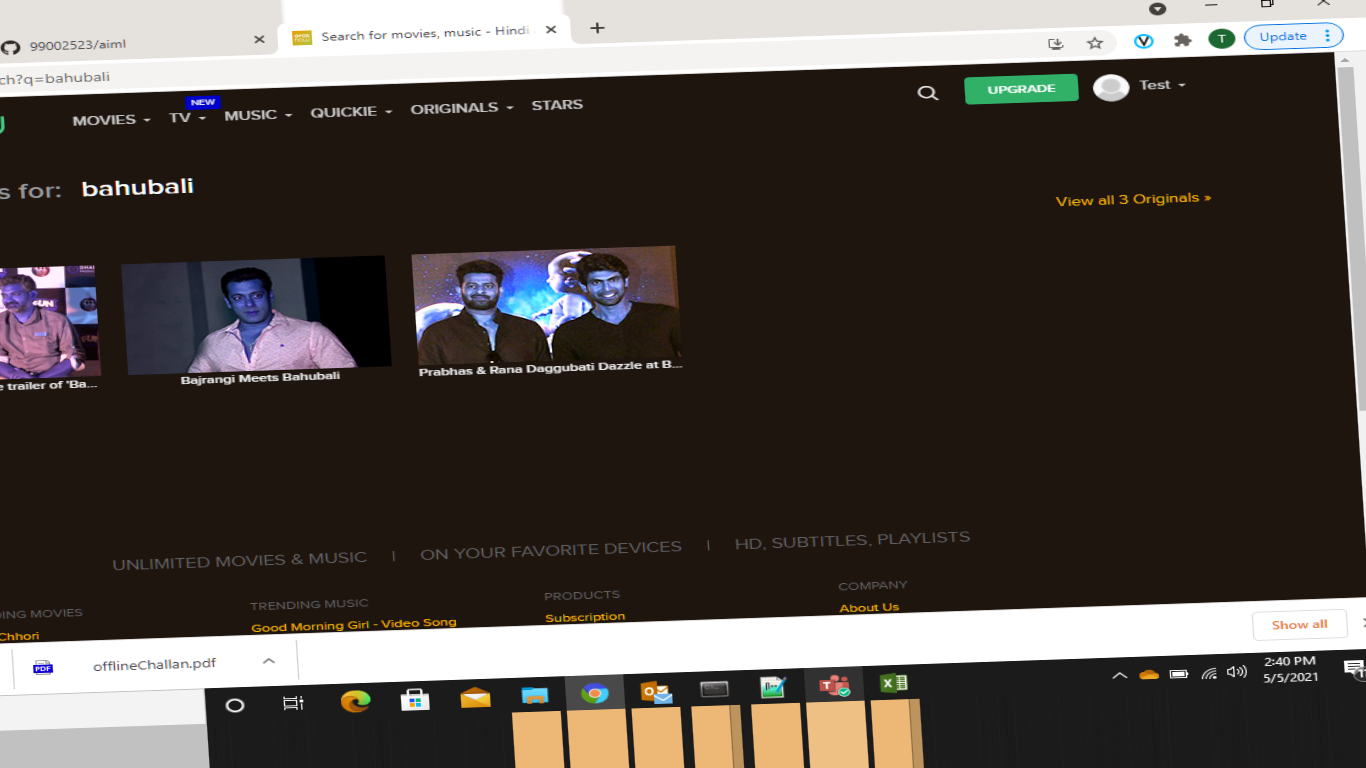 99002523/aiml
Search for movies, music - Hindi
Update
T
ch?q=bahubali
MOVIES
NEW
TV
MUSIC
QUICKIE
ORIGINALS
STARS
UPGRADE
Test
s for: bahubali
View all 3 Originals »
e trailer of 'Ba...
Bajrangi Meets Bahubali
Prabhas & Rana Daggubati Dazzle at B...
UNLIMITED MOVIES & MUSIC | ON YOUR FAVORITE DEVICES | HD, SUBTITLES, PLAYLISTS
DING MOVIES
TRENDING MUSIC
PRODUCTS
COMPANY
Chhori
Good Morning Girl - Video Song
Subscription
About Us
PDF
offlineChallan.pdf
Show all
2:40 PM
5/5/2021